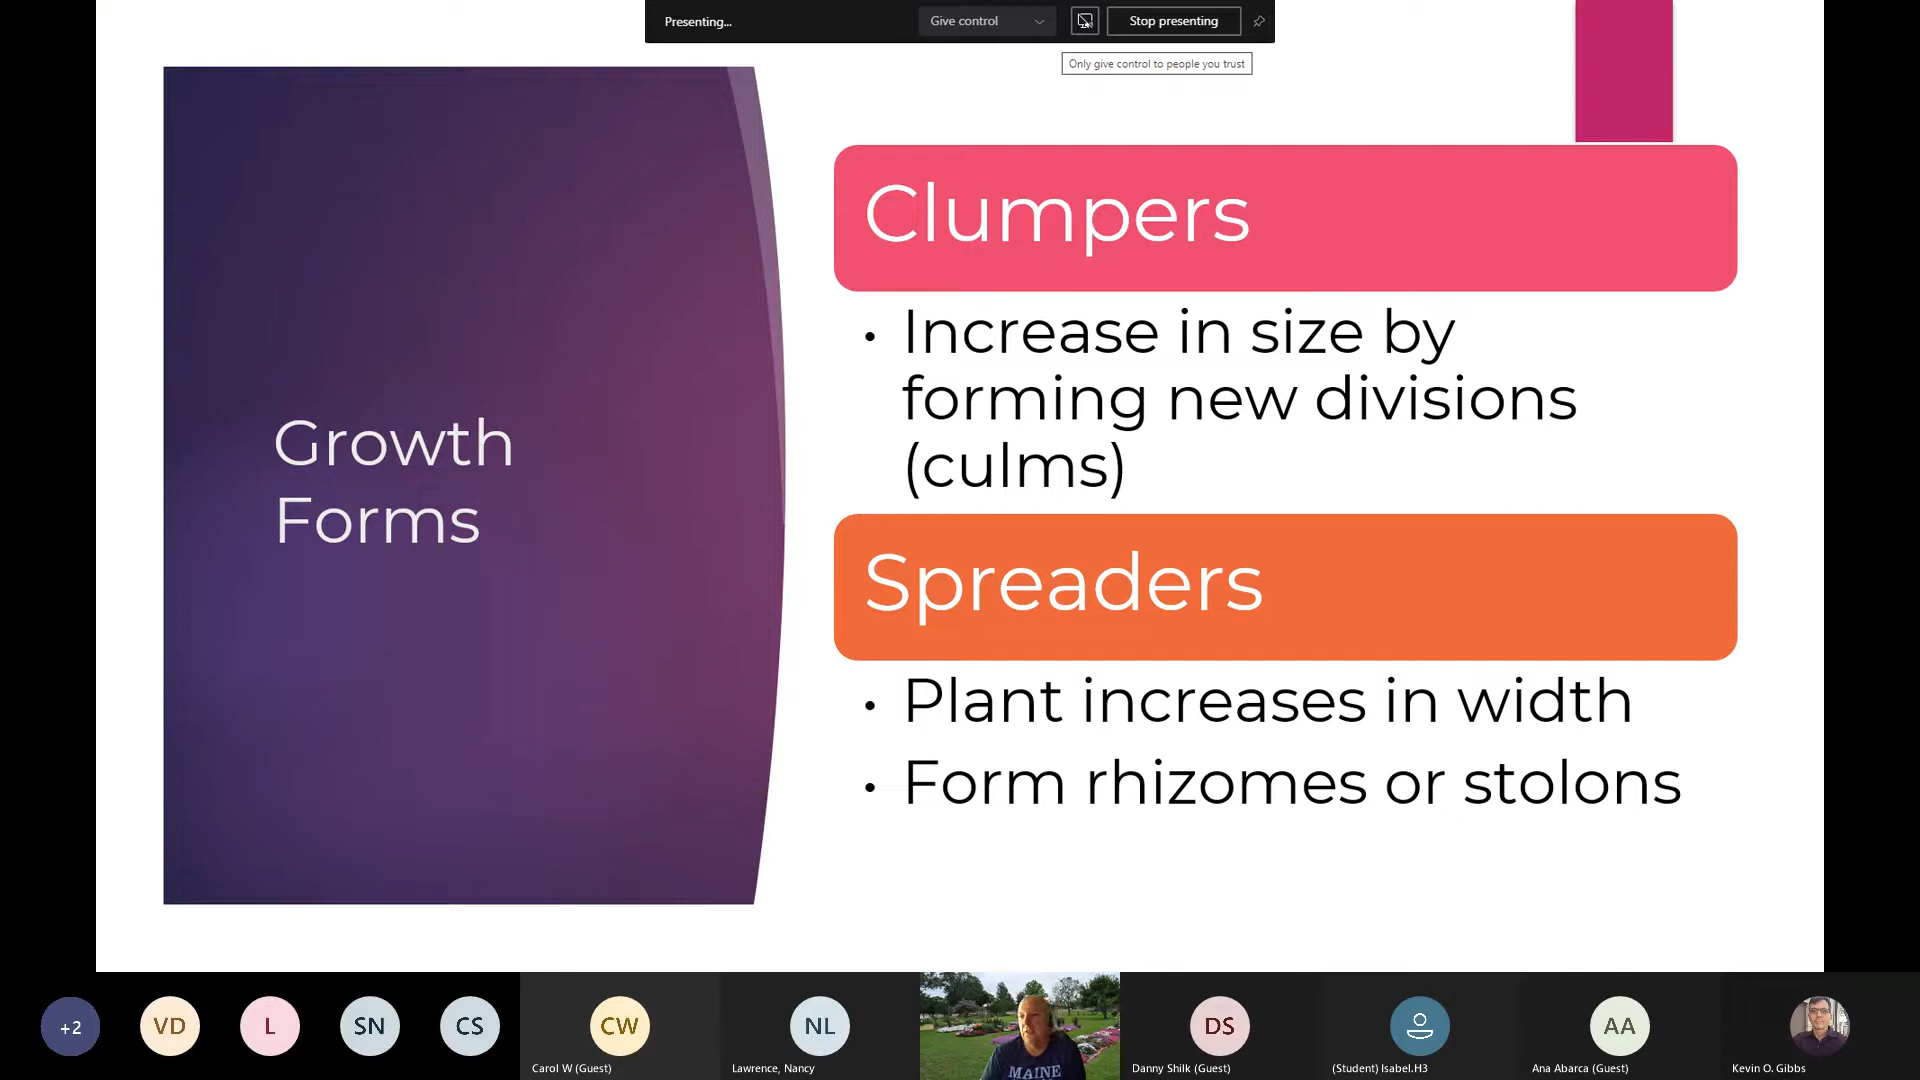 Presenting...
Give control
Stop presenting
Only give control to people you trust
Growth
Forms
Clumpers
• Increase in size by
forming new divisions
(culms)
Spreaders
• Plant increases in width
• Form rhizomes or stolons
+2
VD
L
SN
CS
CW
NL
DS
AA
MAINE
Carol W (Guest)
Lawrence, Nancy
Danny Shilk (Guest)
(Student) Isabel.H3
Ana Abarca (Guest)
Kevin O. Gibbs